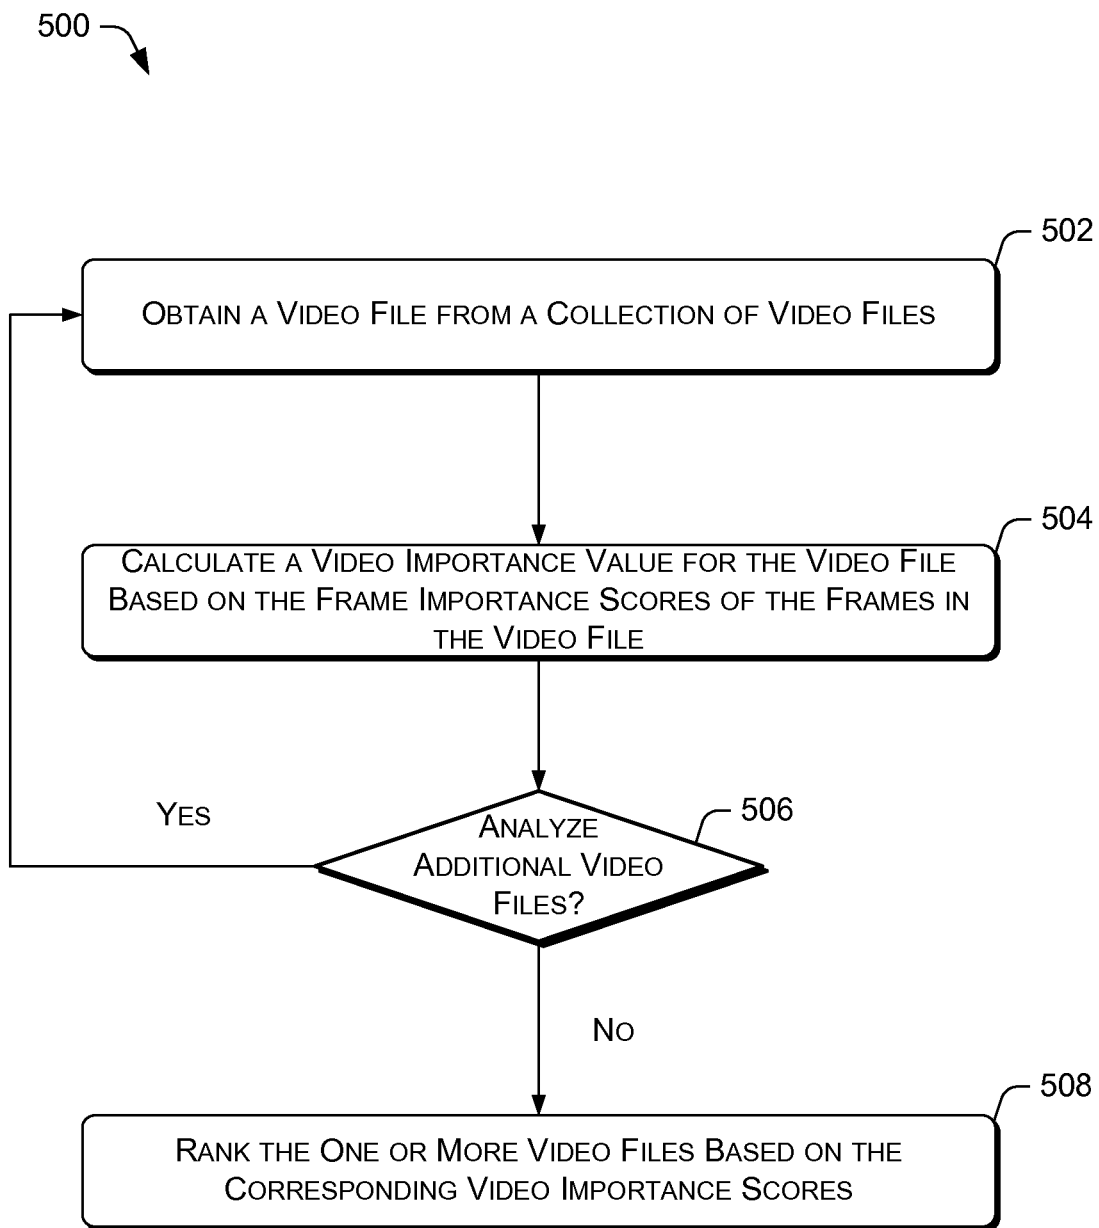 500
502
OBTAIN A VIDEO FILE FROM A COLLECTION OF VIDEO FILES
504
CALCULATE A VIDEO IMPORTANCE VALUE FOR THE VIDEO FILE
BASED ON THE FRAME IMPORTANCE SCORES OF THE FRAMES IN
THE VIDEO FILE
YES
506
ANALYZE
ADDITIONAL VIDEO
FILES?
NO
508
RANK THE ONE OR MORE VIDEO FILES BASED ON THE
CORRESPONDING VIDEO IMPORTANCE SCORES